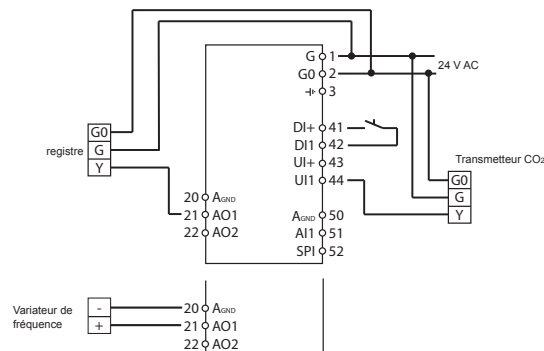 G 1
24 V AC
G0 2
3
DI+ 41
DI1 42
UI+ 43
UI1 44
AGND 50
AI1 51
SPI 52
20 AGND
21 AO1
22 AO2
registre
G0
G
Y
Transmetteur CO2
G0
G
Y
Variateur de
fréquence
-
+
20 AGND
21 AO1
22 AO2